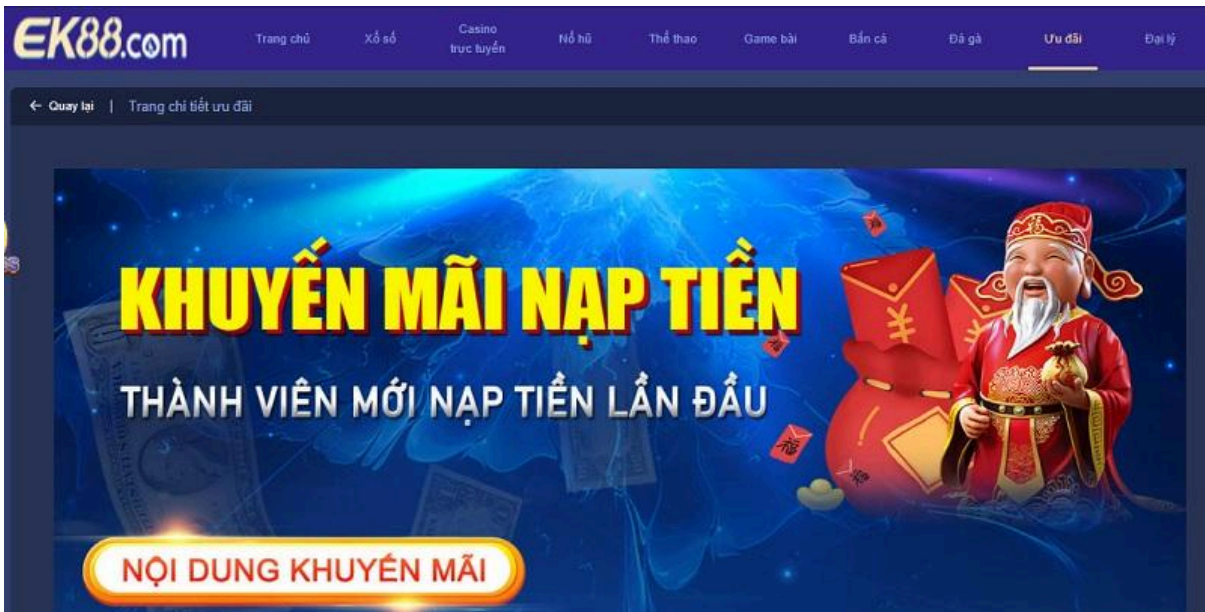 EK88.com
Trang chủ
Xổ số
Casino
trực tuyến
Nổ hũ
Thể thao
Game bài
Bắn cá
Đá gà
Ưu đãi
Đại lý
← Quay lại | Trang chi tiết ưu đãi
KHUYẾN MÃI NẠP TIỀN
THÀNH VIÊN MỚI NẠP TIỀN LẦN ĐẦU
NỘI DUNG KHUYẾN MÃI